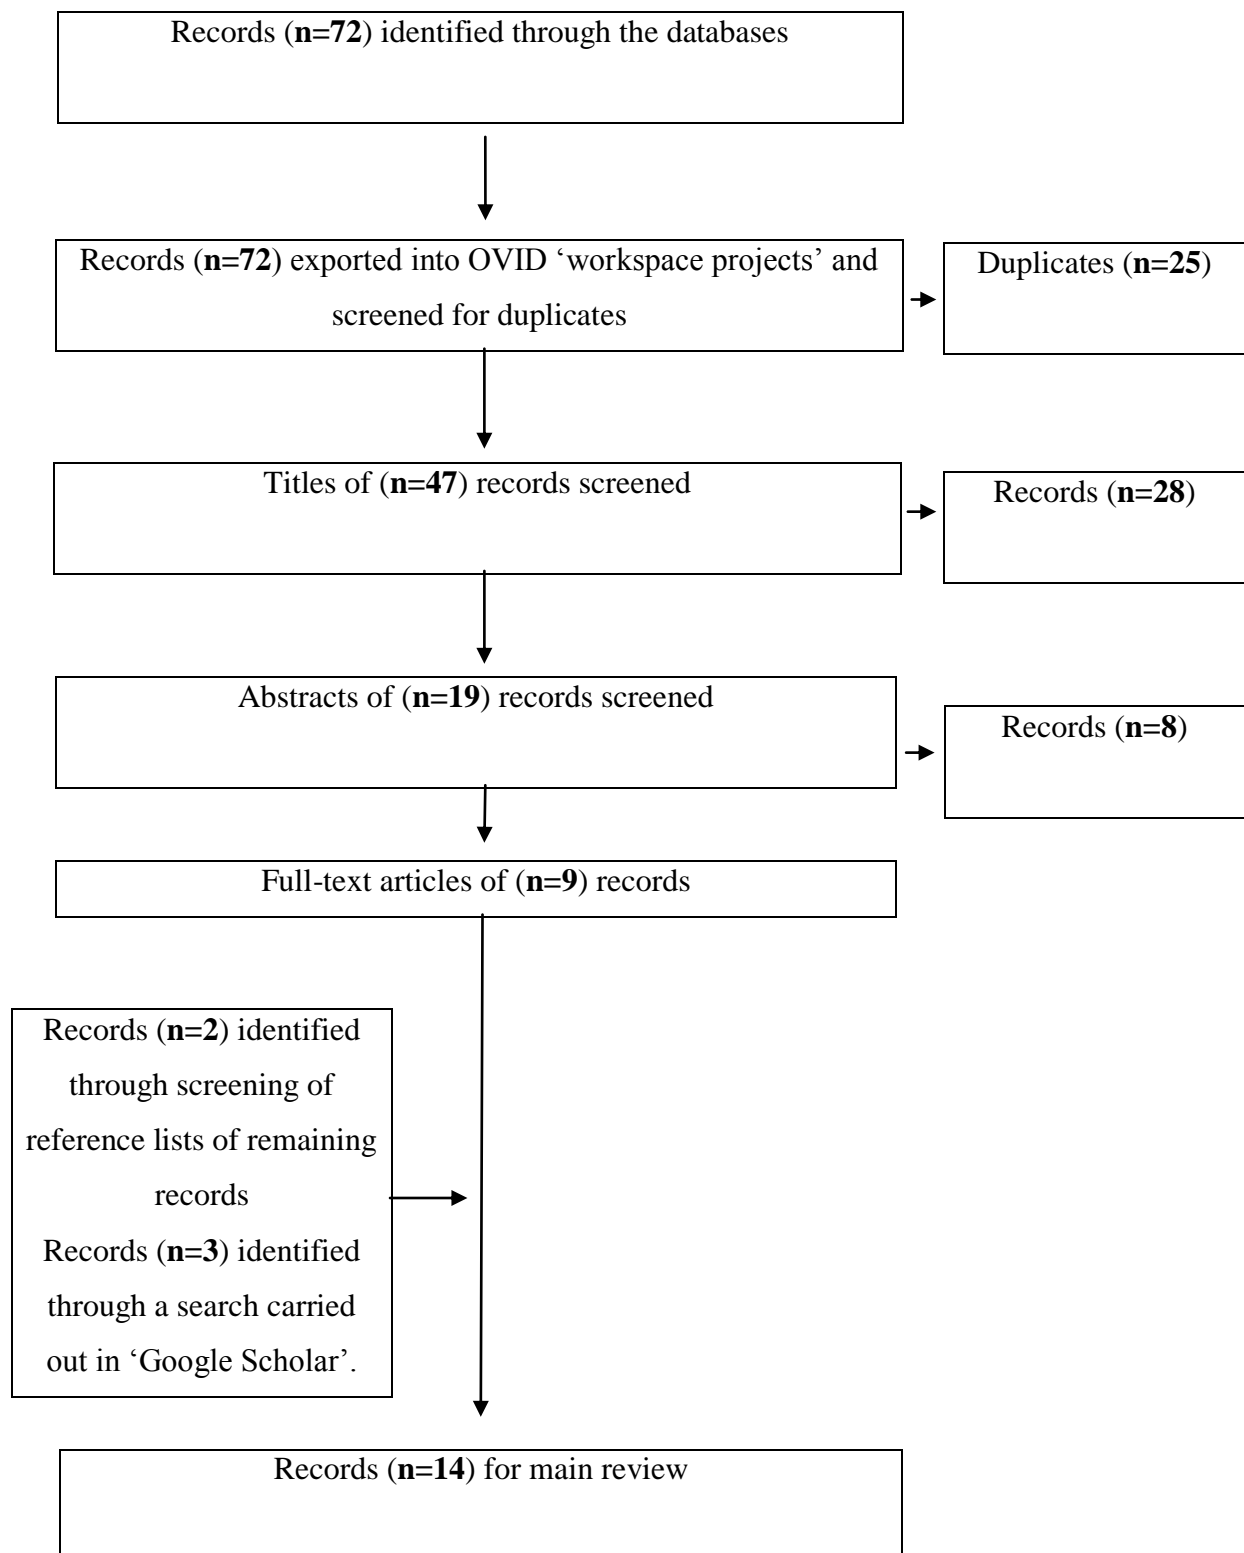 Records (n=72) identified through the databases
Records (n=72) exported into OVID ‘workspace projects’ and
screened for duplicates
Duplicates (n=25)
Titles of (n=47) records screened
Records (n=28)
Abstracts of (n=19) records screened
Records (n=8)
Full-text articles of (n=9) records
Records (n=2) identified
through screening of
reference lists of remaining
records
Records (n=3) identified
through a search carried
out in ‘Google Scholar’.
Records (n=14) for main review